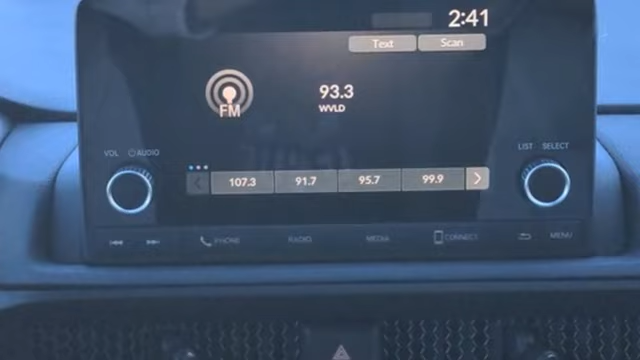 2:41
Text Scan
FM
93.3
WVLD
VOL AUDIO
LIST SELECT
107.3 91.7 95.7 99.9
PHONE RADIO MEDIA CONNECT MENU